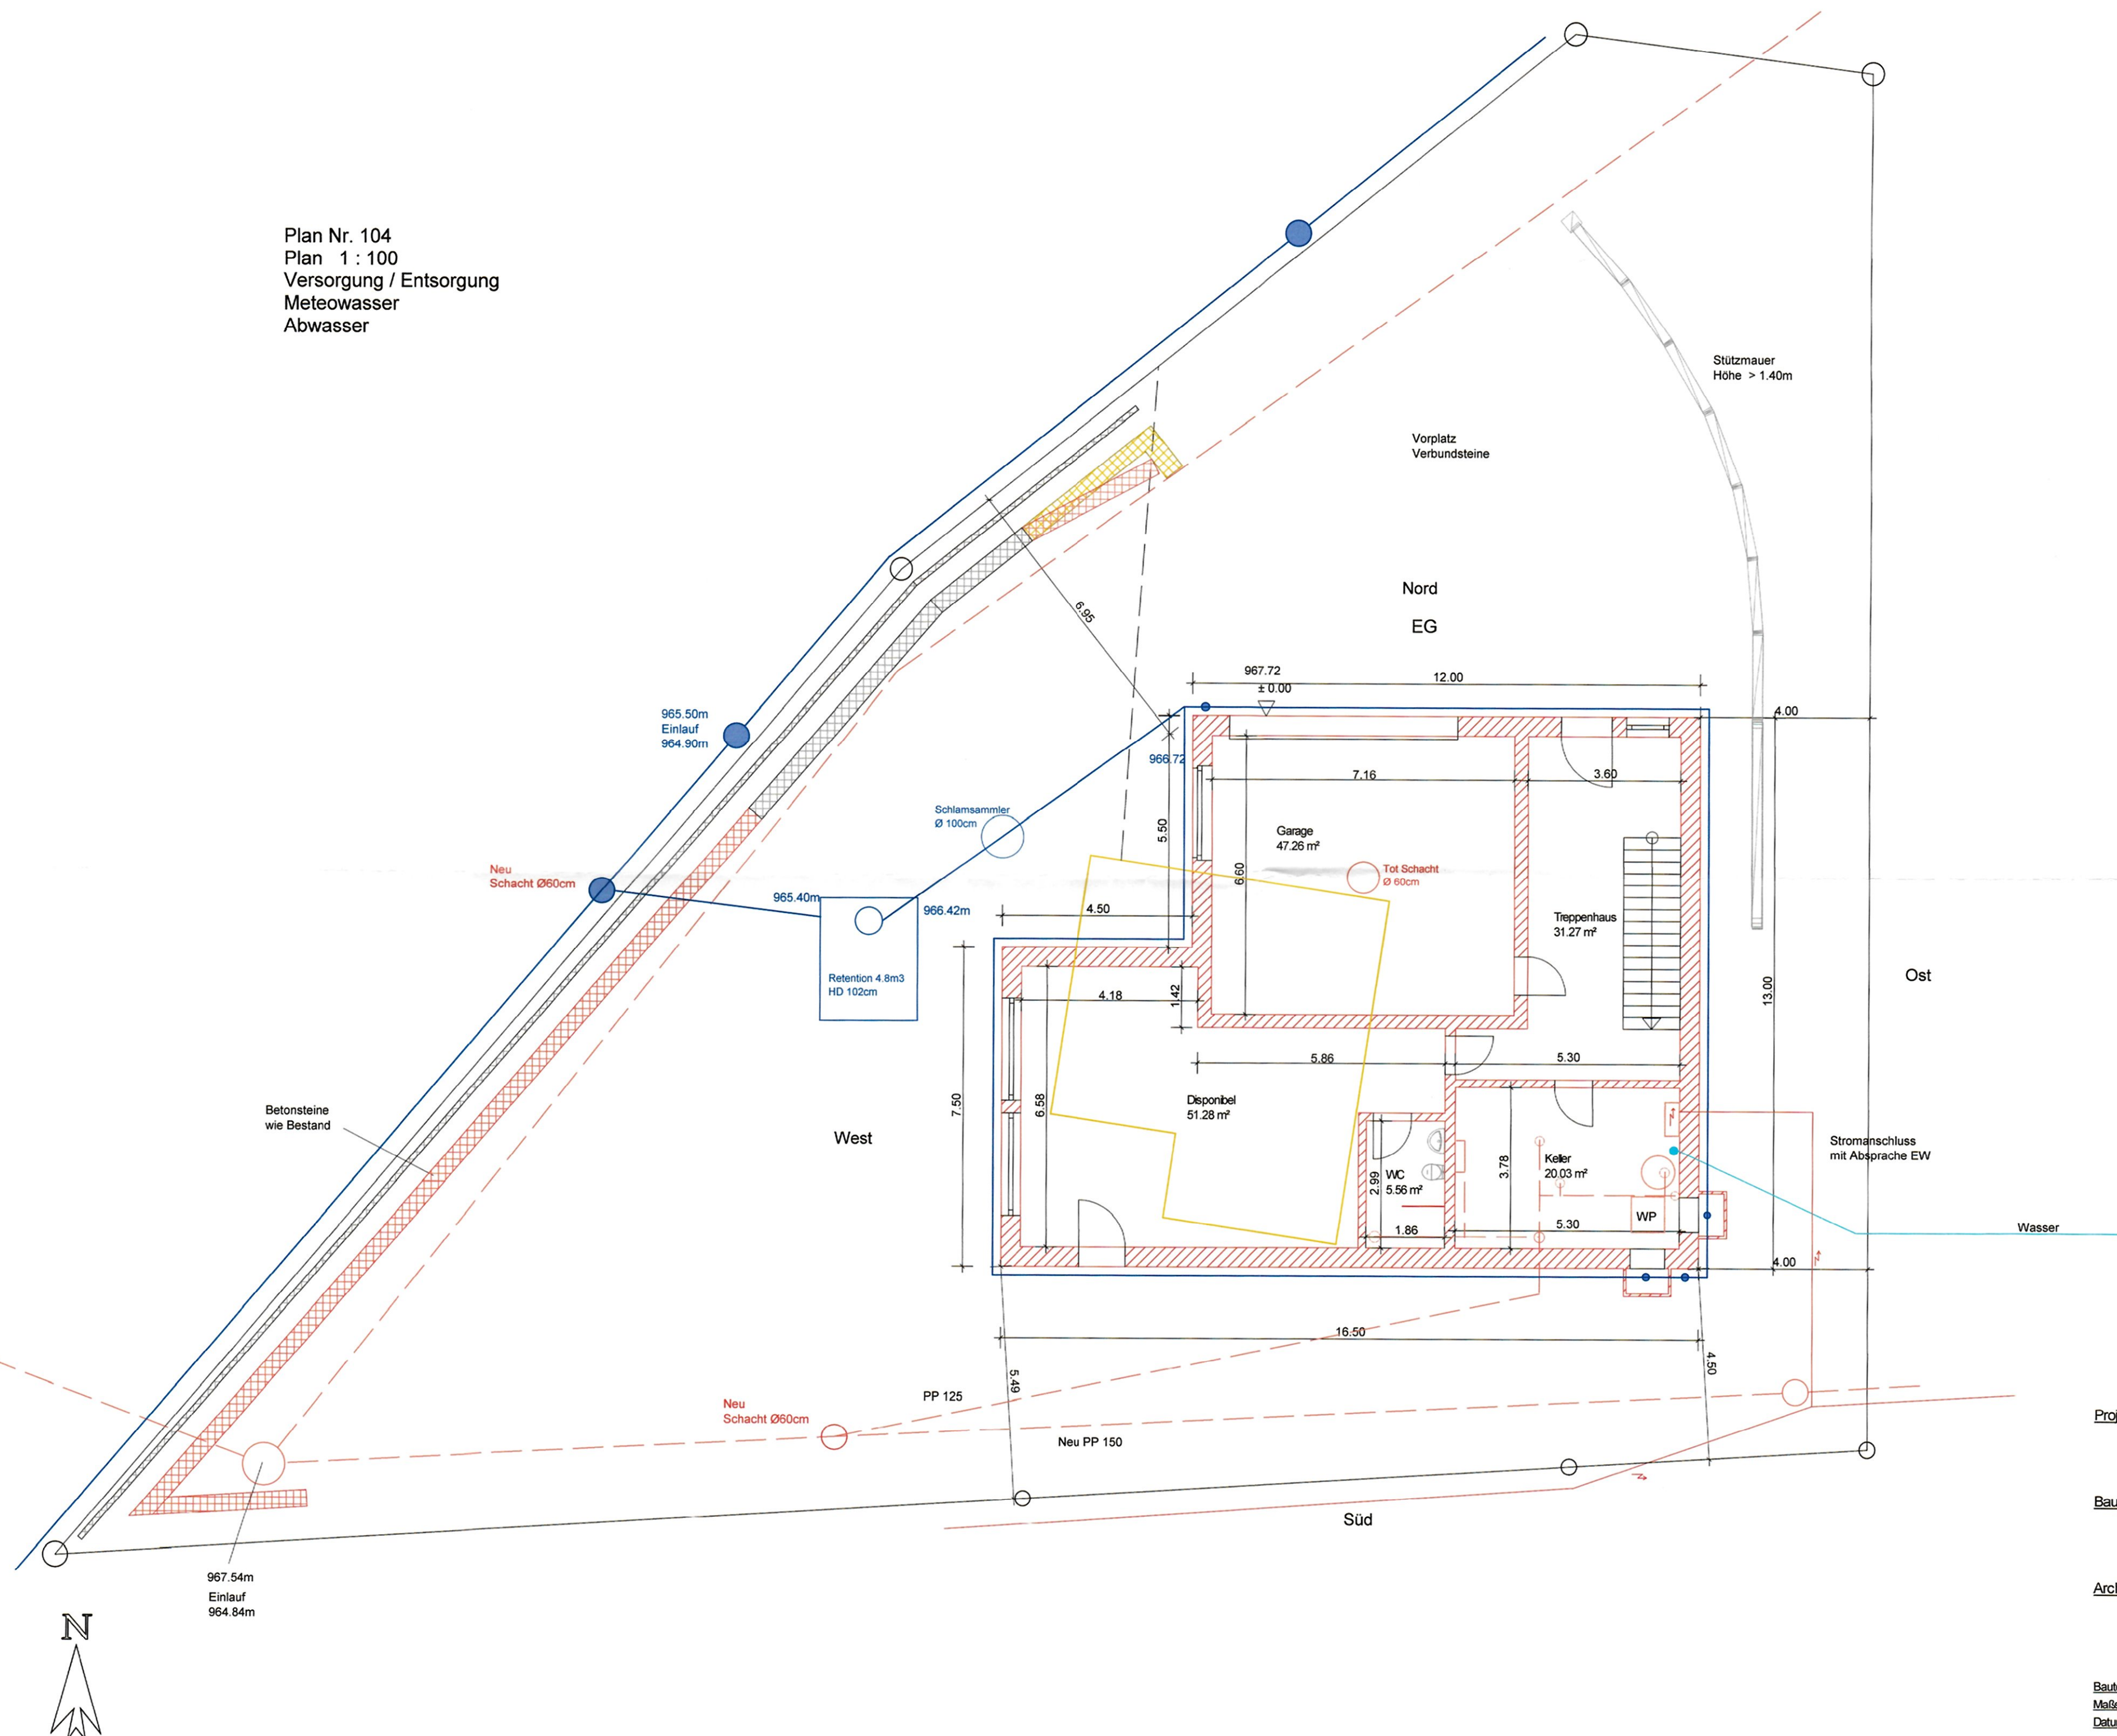 Plan Nr. 104
Plan 1 : 100
Versorgung / Entsorgung
Meteowasser
Abwasser
Stützmauer
Höhe > 1.40m
Vorplatz
Verbundsteine
6.95
Nord
EG
967.72
± 0.00
12.00
4.00
965.50m
Einlauf
964.90m
966.72
7.16
3.60
Schlamsammler
Ø 100cm
5.50
Garage
47.26 m²
6.60
Tot Schacht
Ø 60cm
Neu
Schacht Ø60cm
965.40m
966.42m
4.50
Treppenhaus
31.27 m²
Retention 4.8m3
HD 102cm
4.18
1.42
13.00
Ost
5.86
5.30
7.50
6.58
Disponibel
51.28 m²
Betonsteine
wie Bestand
West
Stromanschluss
mit Absprache EW
2.99
WC
5.56 m²
3.78
Keller
20.03 m²
WP
1.86
5.30
Wasser
4.00
16.50
5.49
4.50
PP 125
Neu
Schacht Ø60cm
Neu PP 150
Süd
967.54m
Einlauf
964.84m
N
Proj
Bau
Arch
Baute
Maße
Datu